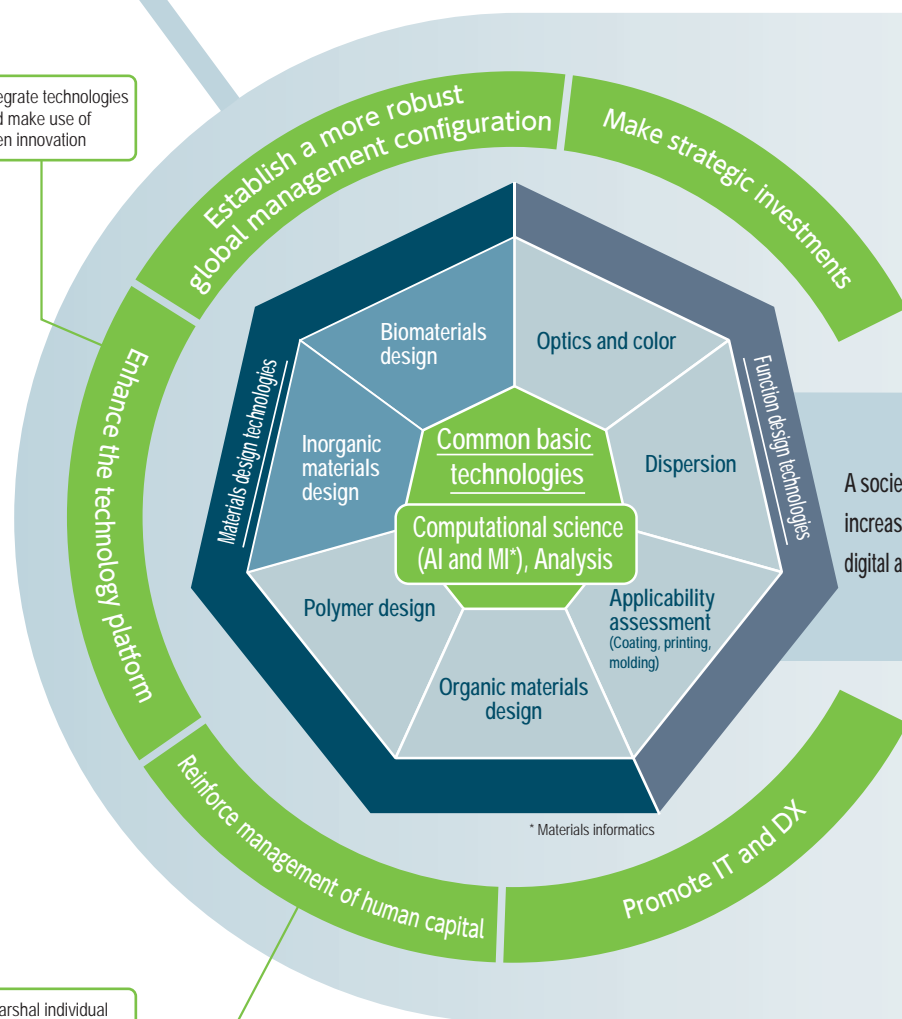 egrate technologies
d make use of
en innovation
Establish a more robust
global management configuration
Make strategic investments
Enhance the technology platform
Reinforce management of human capital
Promote IT and DX
Materials design technologies
Function design technologies
Biomaterials
design
Optics and color
Inorganic
materials
design
Dispersion
Common basic
technologies
Computational science
(AI and MI*), Analysis
Polymer design
Applicability
assessment
(Coating, printing,
molding)
Organic materials
design
* Materials informatics
A socie
increas
digital a
arshal individual